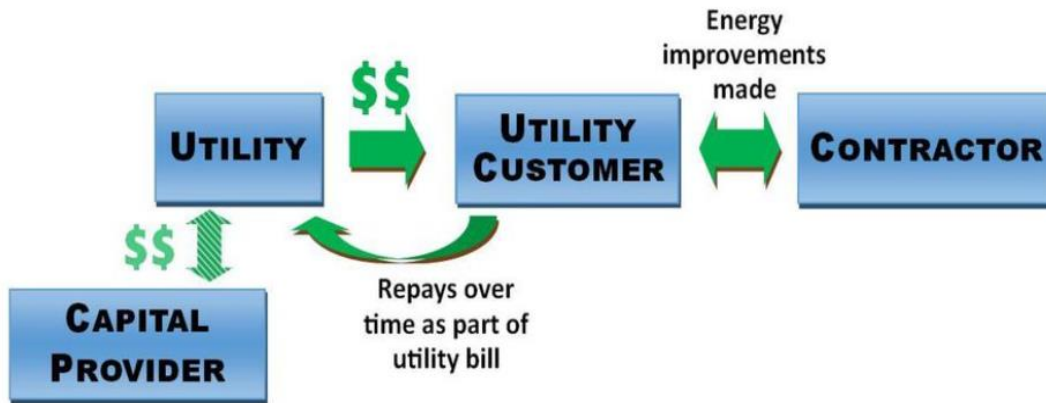 Energy
improvements
made
$$
UTILITY
UTILITY
CUSTOMER
CONTRACTOR
$$
Repays over
time as part of
utility bill
CAPITAL
PROVIDER